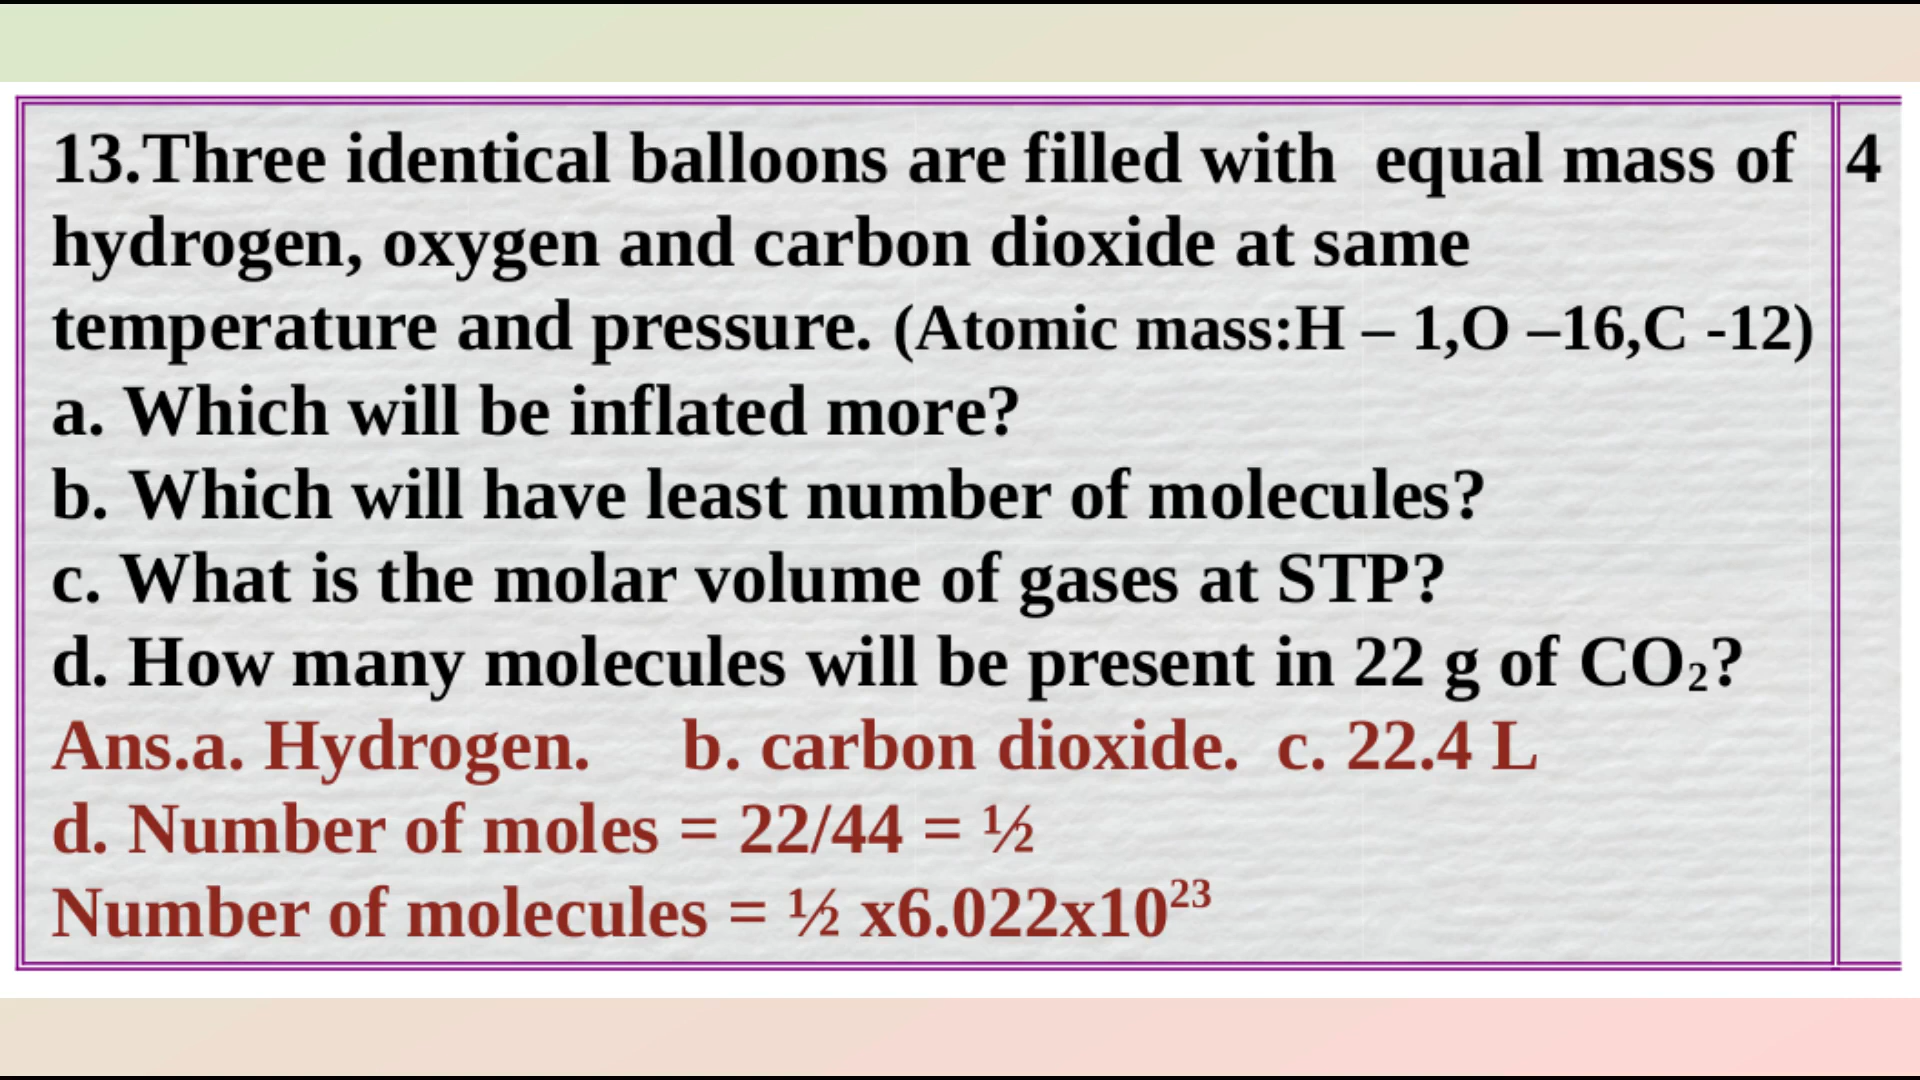 13.Three identical balloons are filled with  equal mass of 4
hydrogen, oxygen and carbon dioxide at same
temperature and pressure. (Atomic mass:H – 1,O –16,C -12)
a. Which will be inflated more?
b. Which will have least number of molecules?
c. What is the molar volume of gases at STP?
d. How many molecules will be present in 22 g of CO₂?
Ans.a. Hydrogen.     b. carbon dioxide.  c. 22.4 L
d. Number of moles = 22/44 = ½
Number of molecules = ½ x6.022x10²³